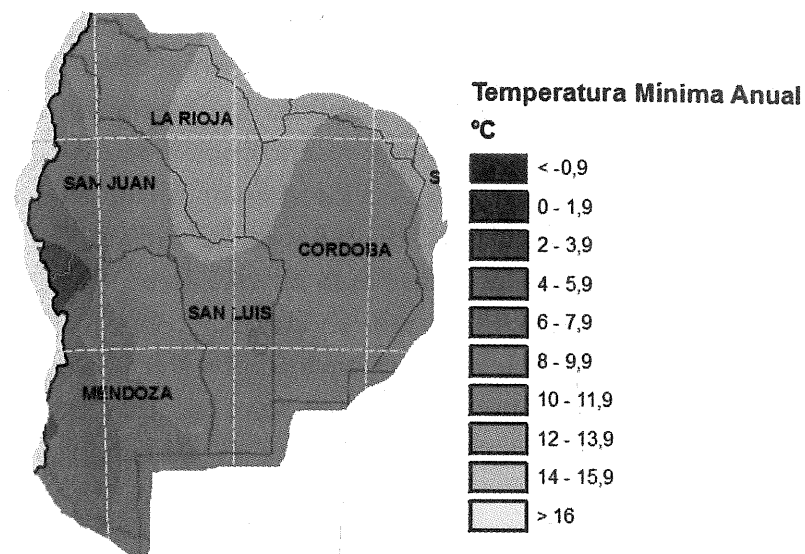 LA RIOJA
SAN JUAN
S
CORDOBA
SAN LUIS
MENDOZA
Temperatura Mínima Anual
ºC
< -0,9
0 - 1,9
2 - 3,9
4 - 5,9
6 - 7,9
8 - 9,9
10 - 11,9
12 - 13,9
14 - 15,9
> 16